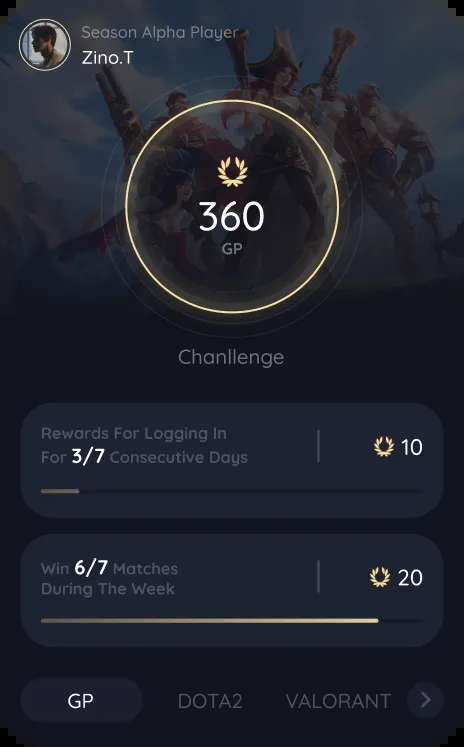 Season Alpha Player
Zino.T
360
GP
Chanllenge
Rewards For Logging In
For 3/7 Consecutive Days
10
Win 6/7 Matches
During The Week
20
GP DOTA2 VALORANT